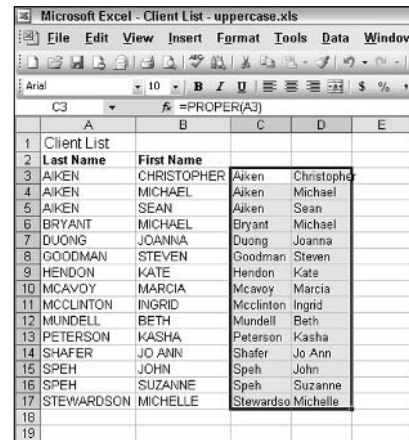 Microsoft Excel - Client List - uppercase.xls
File Edit View Insert Format Tools Data Window
Arial 10 B I U $ %
C3 fx =PROPER(A3)
A B C D E
1 Client List
2 Last Name First Name
3 AIKEN CHRISTOPHER Aiken Christopher
4 AIKEN MICHAEL Aiken Michael
5 AIKEN SEAN Aiken Sean
6 BRYANT MICHAEL Bryant Michael
7 DUONG JOANNA Duong Joanna
8 GOODMAN STEVEN Goodman Steven
9 HENDON KATE Hendon Kate
10 MCAVOY MARCIA Mcavoy Marcia
11 MCCLINTON INGRID Mcclinton Ingrid
12 MUNDELL BETH Mundell Beth
13 PETERSON KASHA Peterson Kasha
14 SHAFER JO ANN Shafer Jo Ann
15 SPEH JOHN Speh John
16 SPEH SUZANNE Speh Suzanne
17 STEWARDSON MICHELLE Stewardso Michelle
18
19